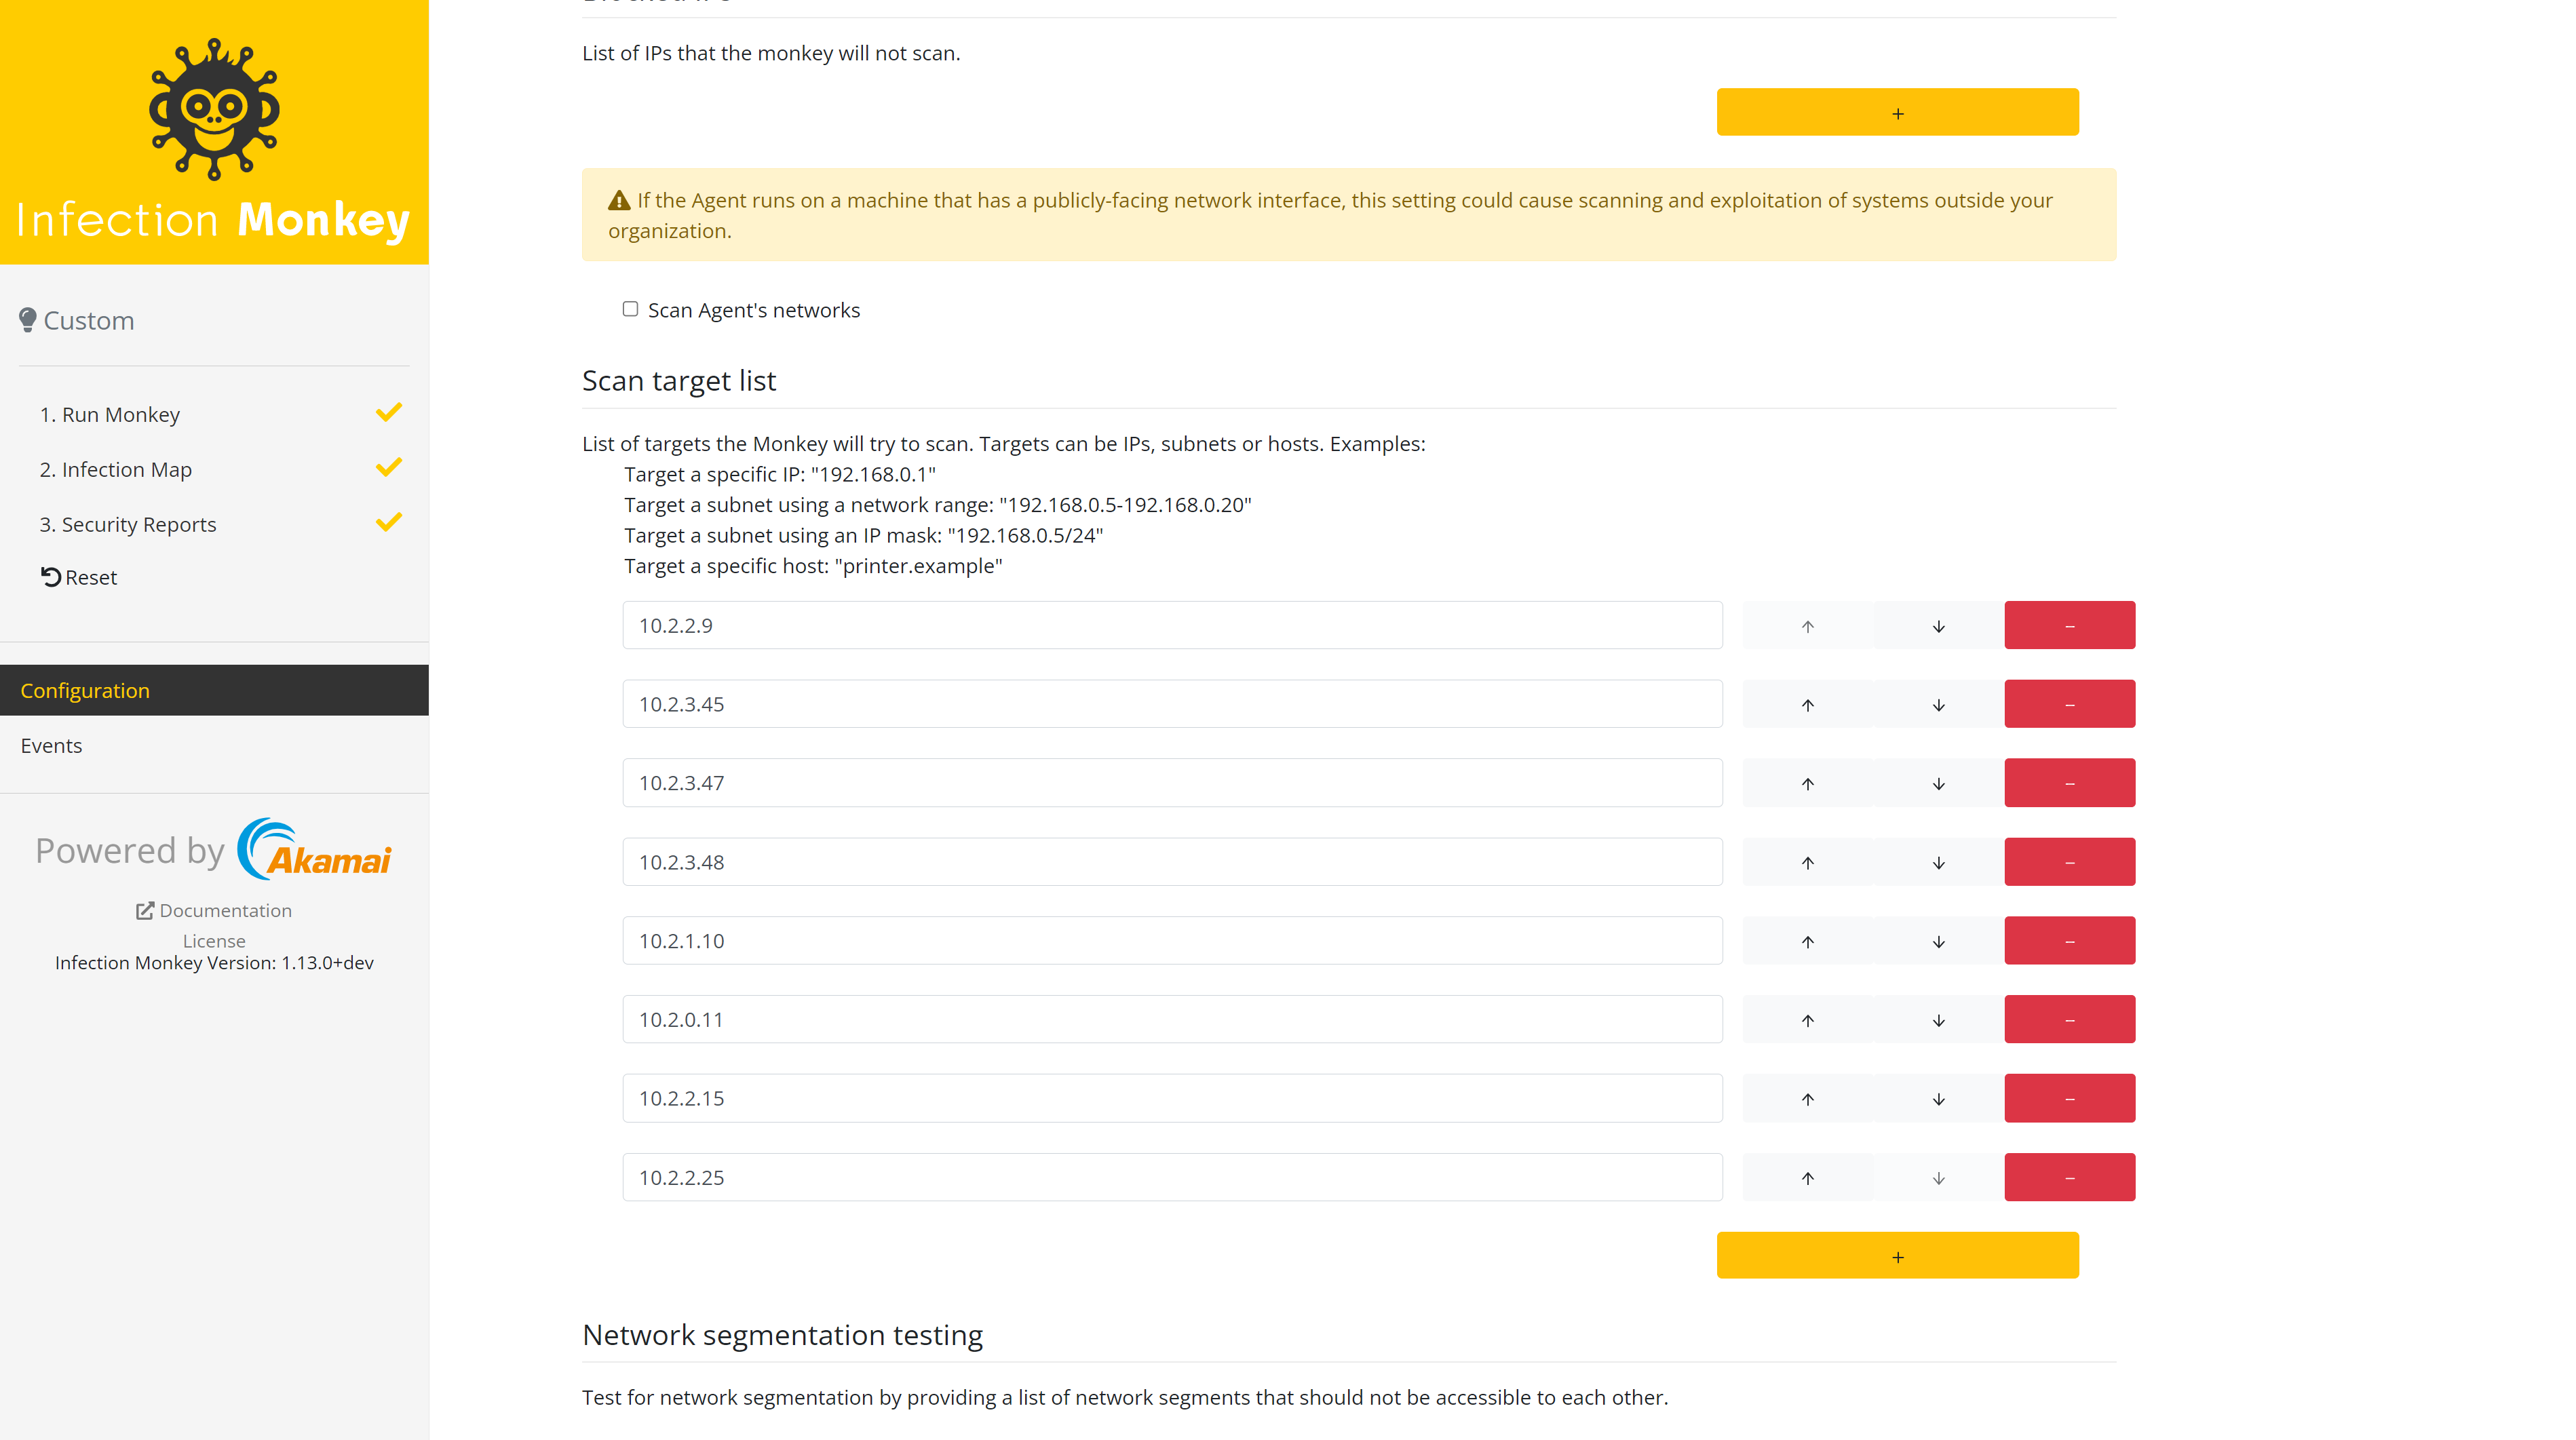 Infection Monkey
Custom
1. Run Monkey
2. Infection Map
3. Security Reports
Reset
Configuration
Events
Powered by Akamai
Documentation
License
Infection Monkey Version: 1.13.0+dev
List of IPs that the monkey will not scan.
+
If the Agent runs on a machine that has a publicly-facing network interface, this setting could cause scanning and exploitation of systems outside your
organization.
Scan Agent's networks
Scan target list
List of targets the Monkey will try to scan. Targets can be IPs, subnets or hosts. Examples:
Target a specific IP: "192.168.0.1"
Target a subnet using a network range: "192.168.0.5-192.168.0.20"
Target a subnet using an IP mask: "192.168.0.5/24"
Target a specific host: "printer.example"
10.2.2.9
10.2.3.45
10.2.3.47
10.2.3.48
10.2.1.10
10.2.0.11
10.2.2.15
10.2.2.25
+
Network segmentation testing
Test for network segmentation by providing a list of network segments that should not be accessible to each other.